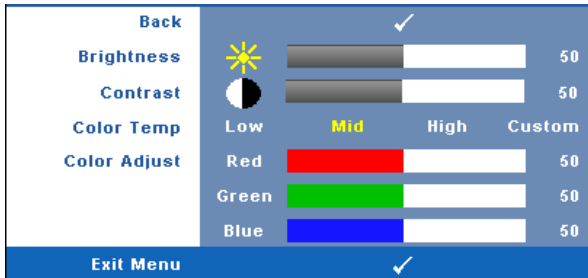 Back
Brightness 50
Contrast 50
Color Temp Low Mid High Custom
Color Adjust Red 50
Green 50
Blue 50
Exit Menu